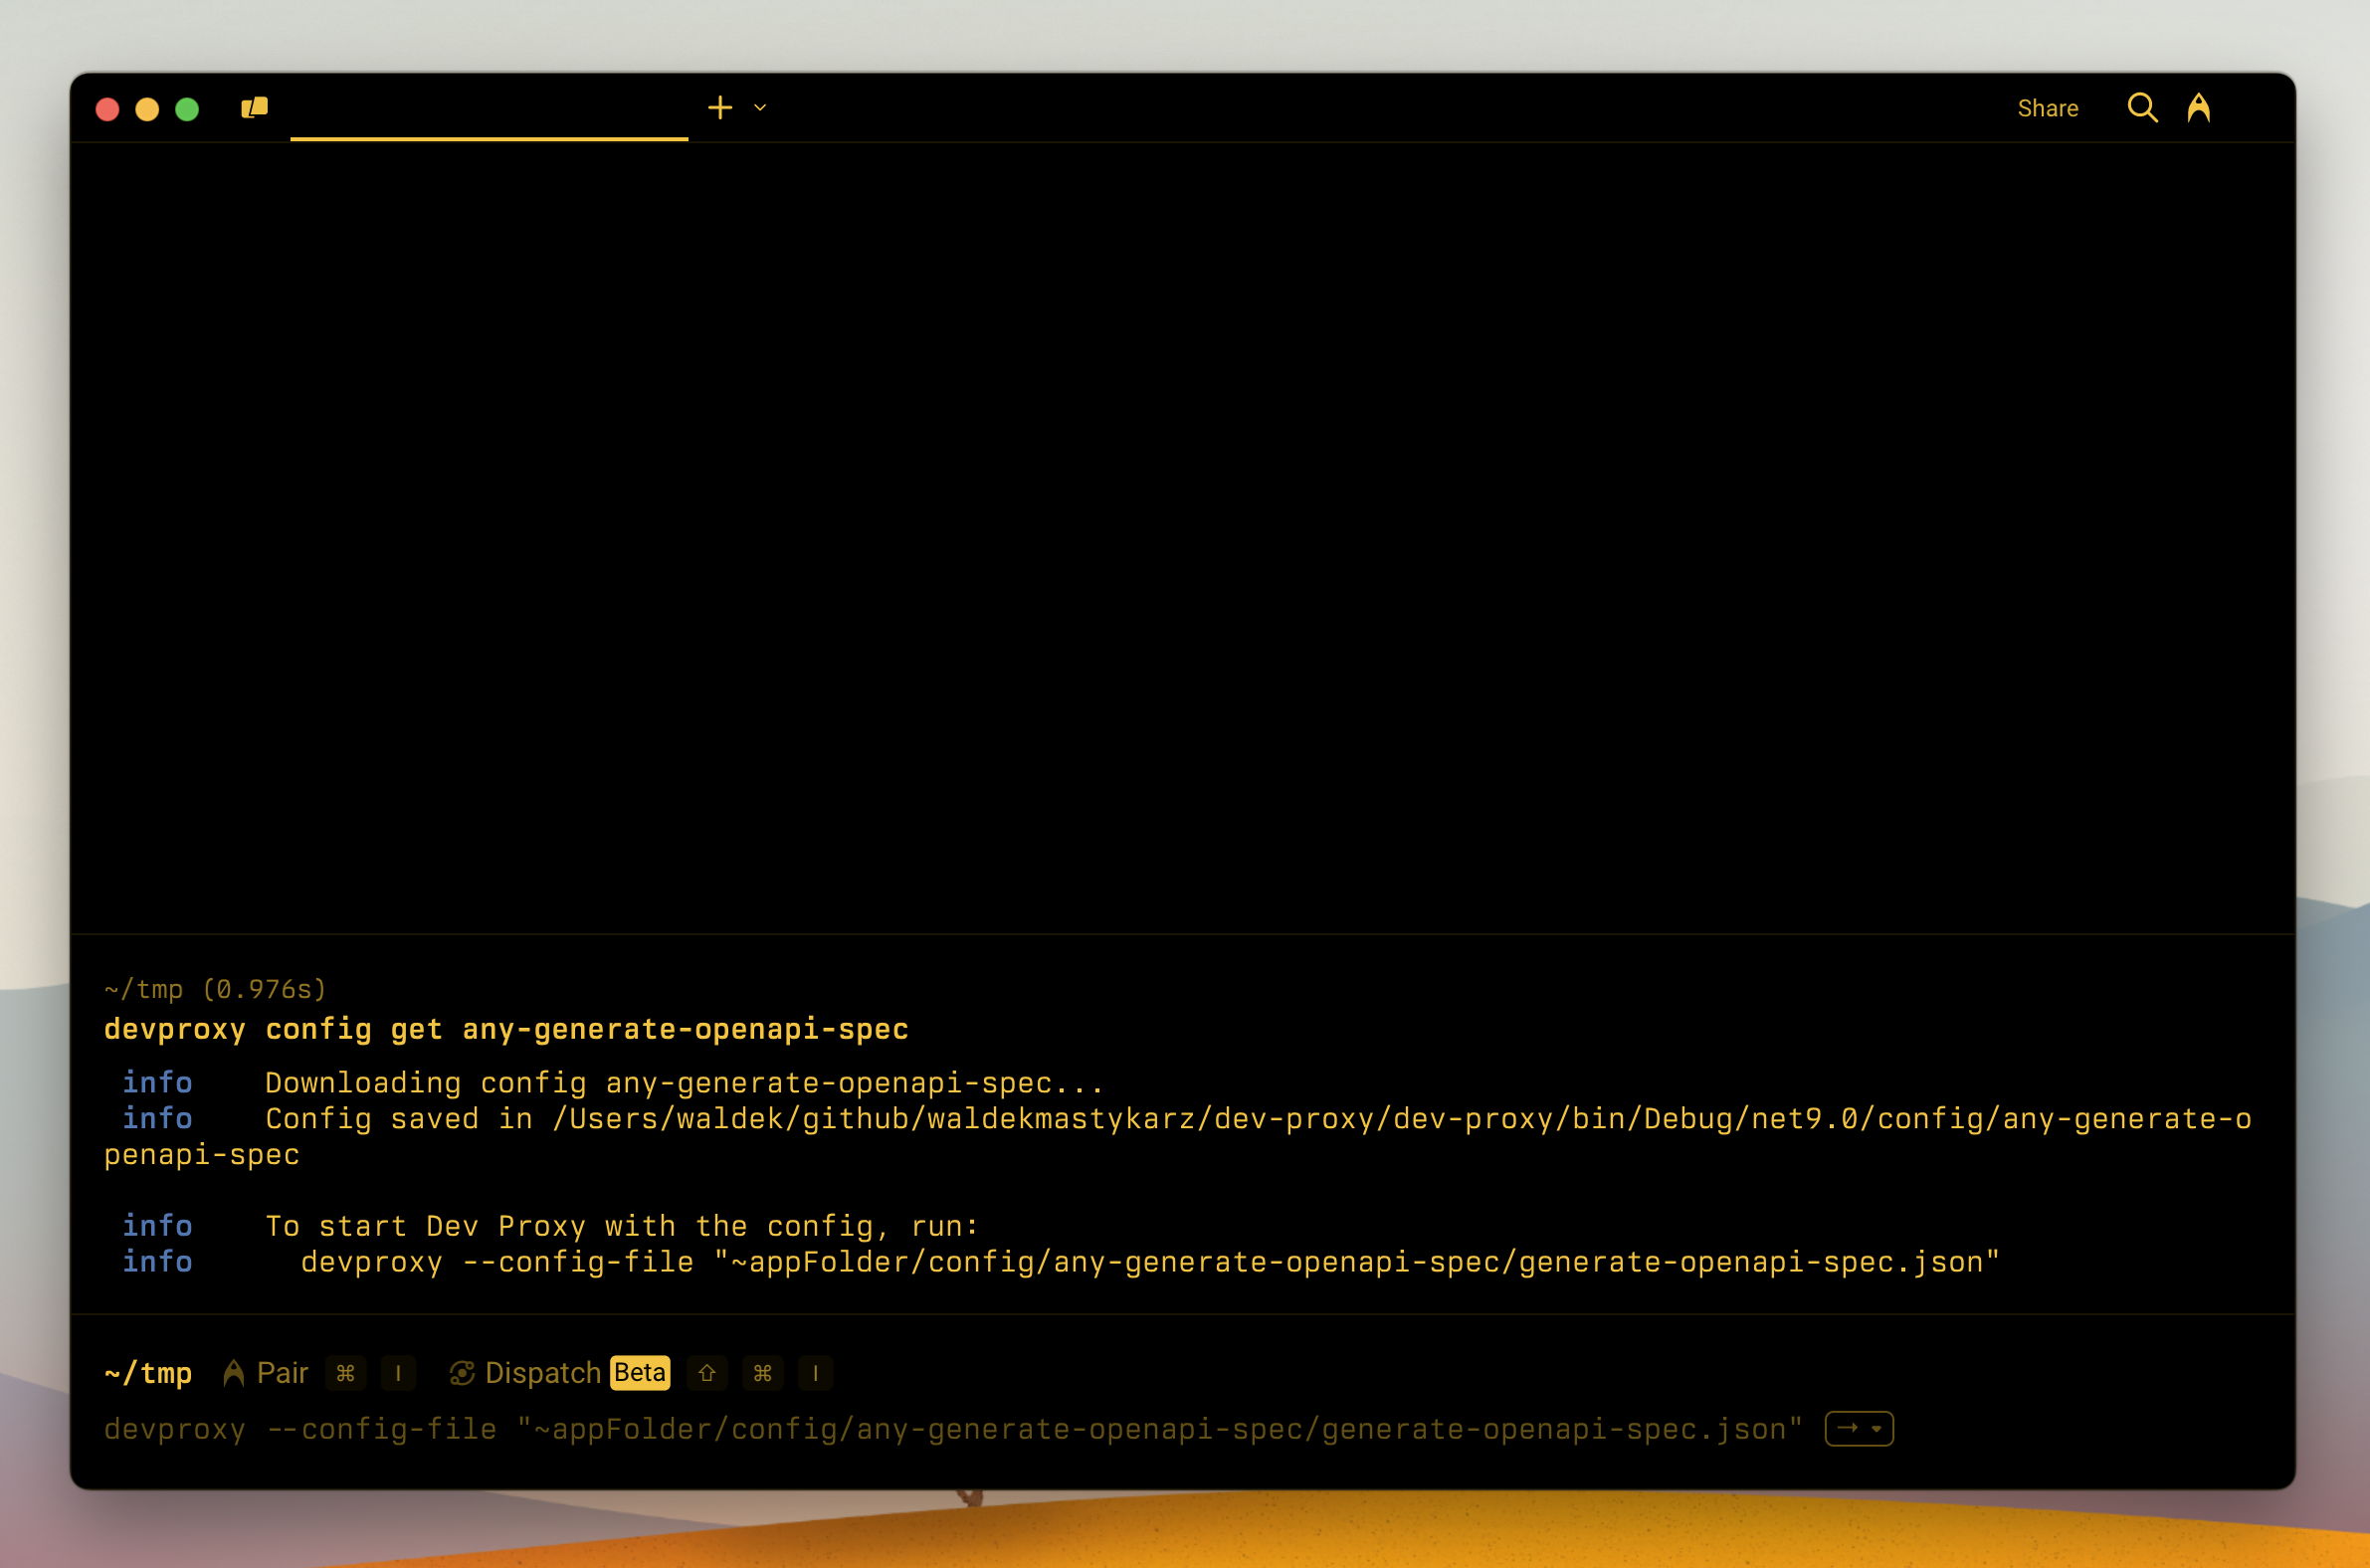 Share
~/tmp (0.976s)
devproxy config get any-generate-openapi-spec
info Downloading config any-generate-openapi-spec...
info Config saved in /Users/waldek/github/waldekmastykarz/dev-proxy/dev-proxy/bin/Debug/net9.0/config/any-generate-o
penapi-spec
info To start Dev Proxy with the config, run:
info devproxy --config-file "~appFolder/config/any-generate-openapi-spec/generate-openapi-spec.json"
~/tmp Pair ⌘ I Dispatch Beta ⇧ ⌘ I
devproxy --config-file "~appFolder/config/any-generate-openapi-spec/generate-openapi-spec.json" →